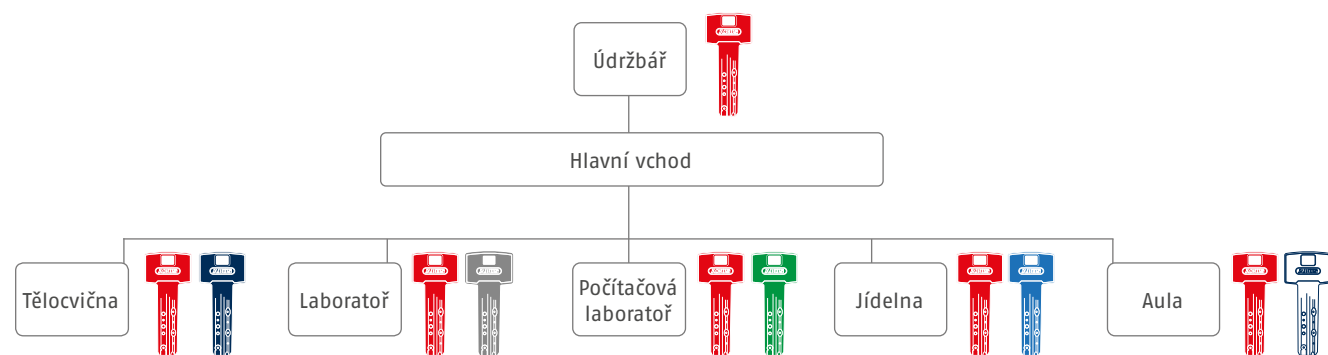 Údržbář
Hlavní vchod
Tělocvična
Laboratoř
Počítačová
laboratoř
Jídelna
Aula